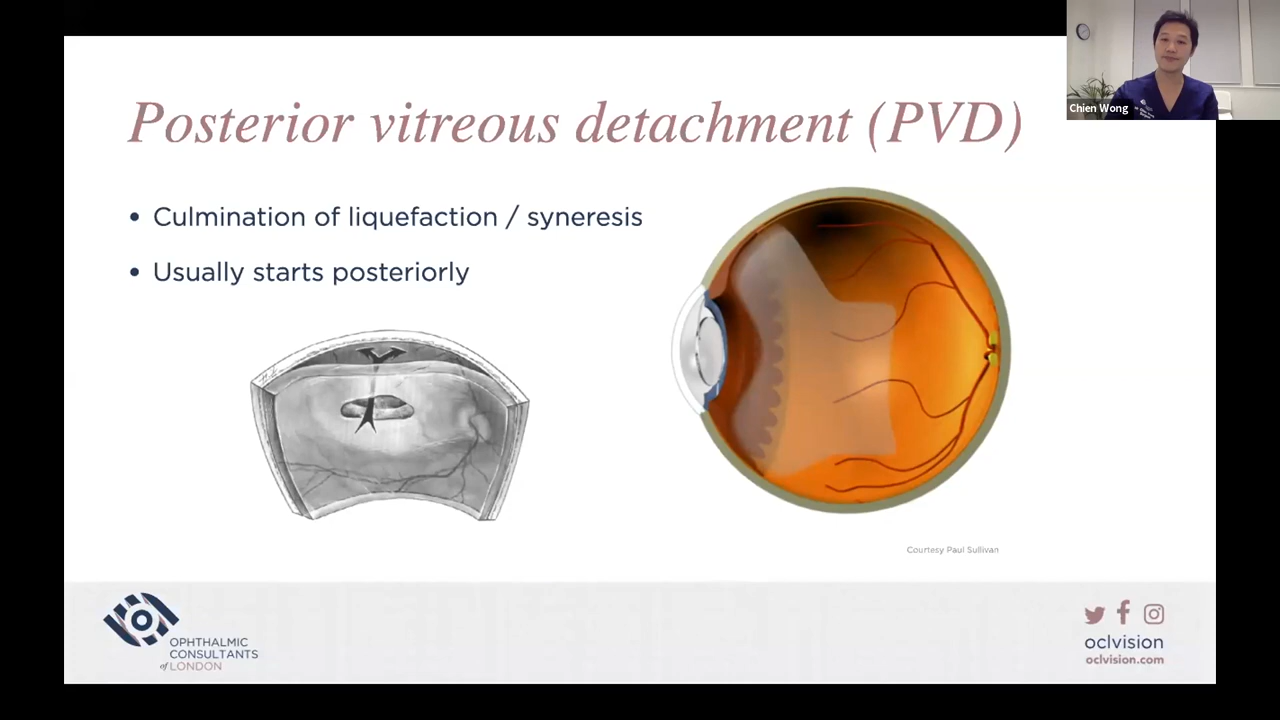 Chien Wong
Posterior vitreous detachment (PVD)
• Culmination of liquefaction / syneresis
• Usually starts posteriorly
Courtesy Paul Sullivan
OPHTHALMIC
CONSULTANTS
of LONDON
oclvision
oclvision.com